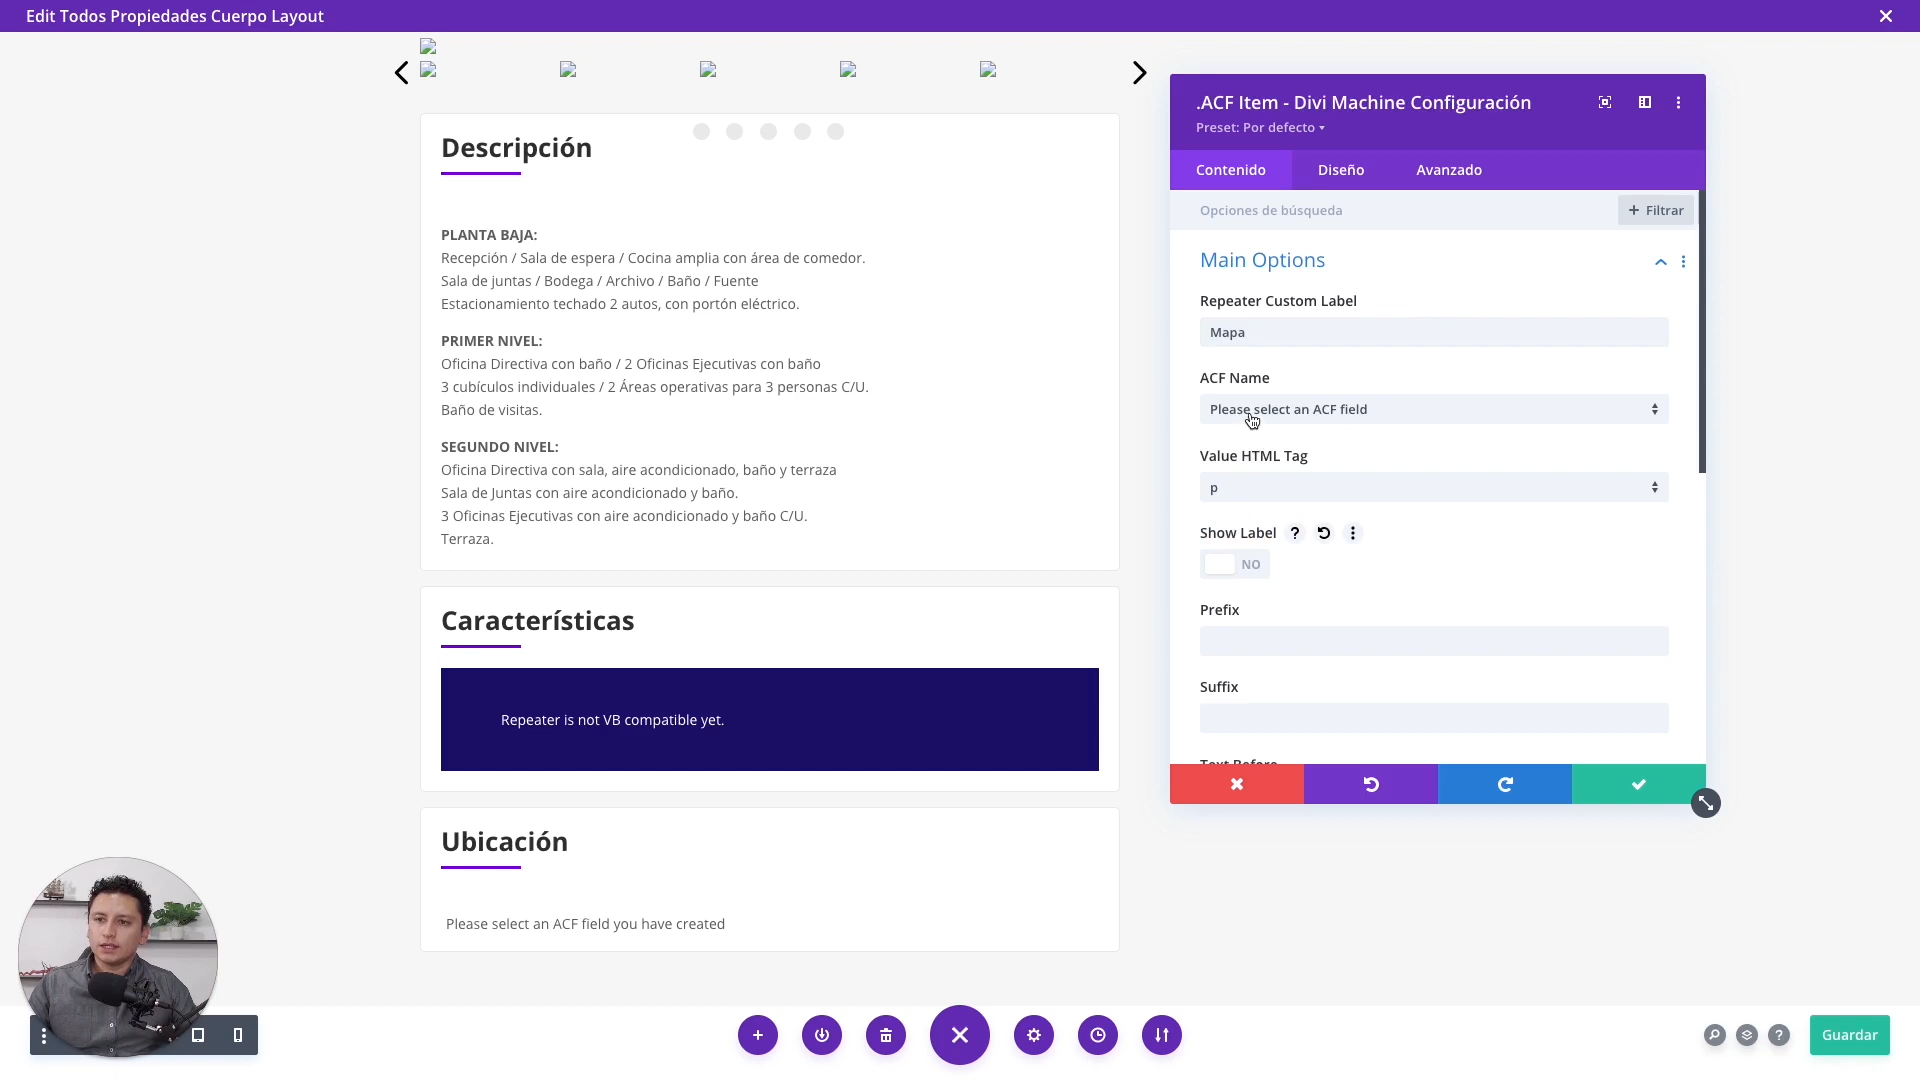 Edit Todos Propiedades Cuerpo Layout
.ACF Item - Divi Machine Configuración
Preset: Por defecto
Contenido
Diseño
Avanzado
Opciones de búsqueda
+ Filtrar
Main Options
Repeater Custom Label
Mapa
ACF Name
Please select an ACF field
Value HTML Tag
p
Show Label ?
NO
Prefix
Suffix
Text Before
Descripción
PLANTA BAJA:
Recepción / Sala de espera / Cocina amplia con área de comedor.
Sala de juntas / Bodega / Archivo / Baño / Fuente
Estacionamiento techado 2 autos, con portón eléctrico.
PRIMER NIVEL:
Oficina Directiva con baño / 2 Oficinas Ejecutivas con baño
3 cubículos individuales / 2 Áreas operativas para 3 personas C/U.
Baño de visitas.
SEGUNDO NIVEL:
Oficina Directiva con sala, aire acondicionado, baño y terraza
Sala de Juntas con aire acondicionado y baño.
3 Oficinas Ejecutivas con aire acondicionado y baño C/U.
Terraza.
Características
Repeater is not VB compatible yet.
Ubicación
Please select an ACF field you have created
?
Guardar